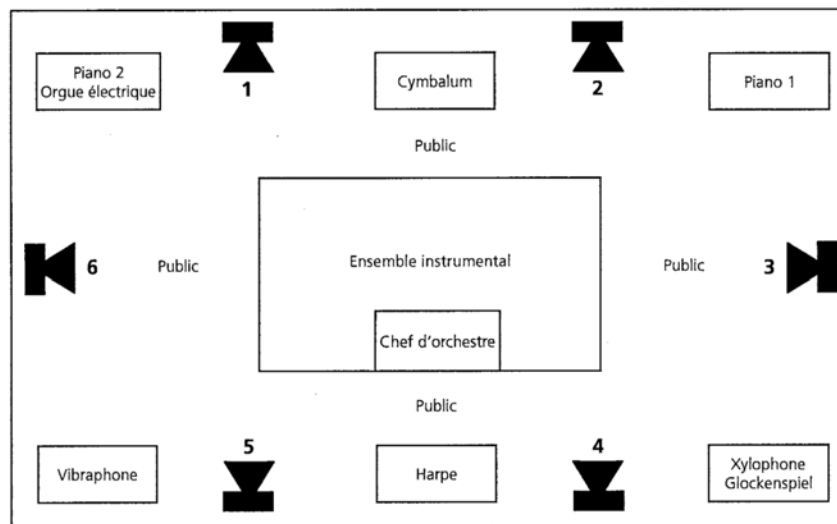 Piano 2
Orgue électrique
1
Cymbalum
2
Piano 1
Public
6
Public
Ensemble instrumental
Public
3
Chef d'orchestre
Public
5
4
Vibraphone
Harpe
Xylophone
Glockenspiel